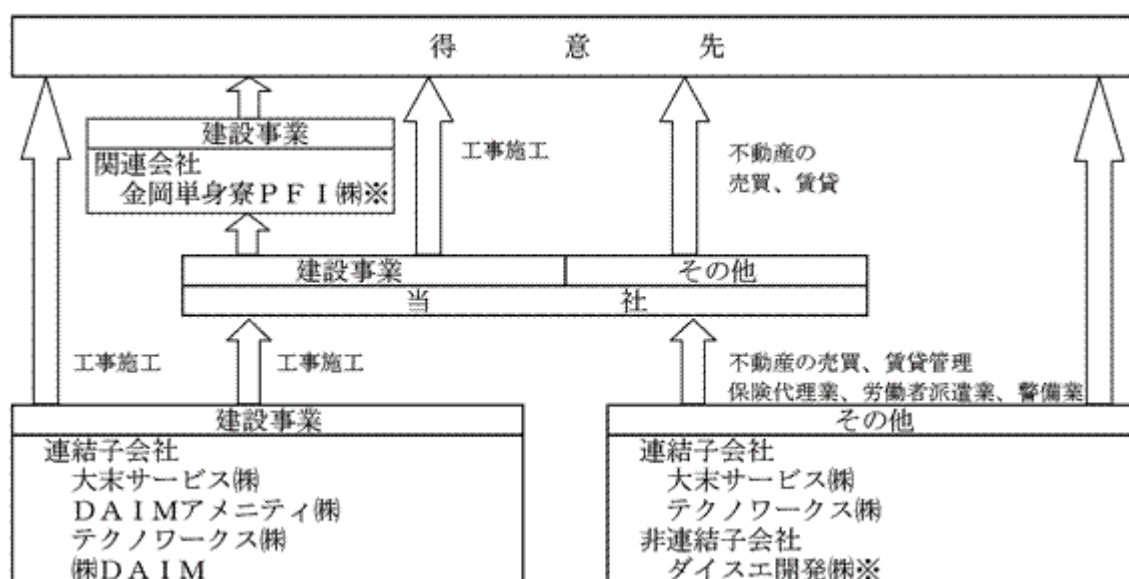 得意先
建設事業
関連会社
金岡単身寮ＰＦＩ㈱※
工事施工
不動産の
売買、賃貸
建設事業
その他
当社
工事施工
工事施工
不動産の売買、賃貸管理
保険代理業、労働者派遣業、警備業
建設事業
連結子会社
大末サービス㈱
ＤＡＩＭアメニティ㈱
テクノワークス㈱
㈱ＤＡＩＭ
その他
連結子会社
大末サービス㈱
テクノワークス㈱
非連結子会社
ダイスエ開発㈱※